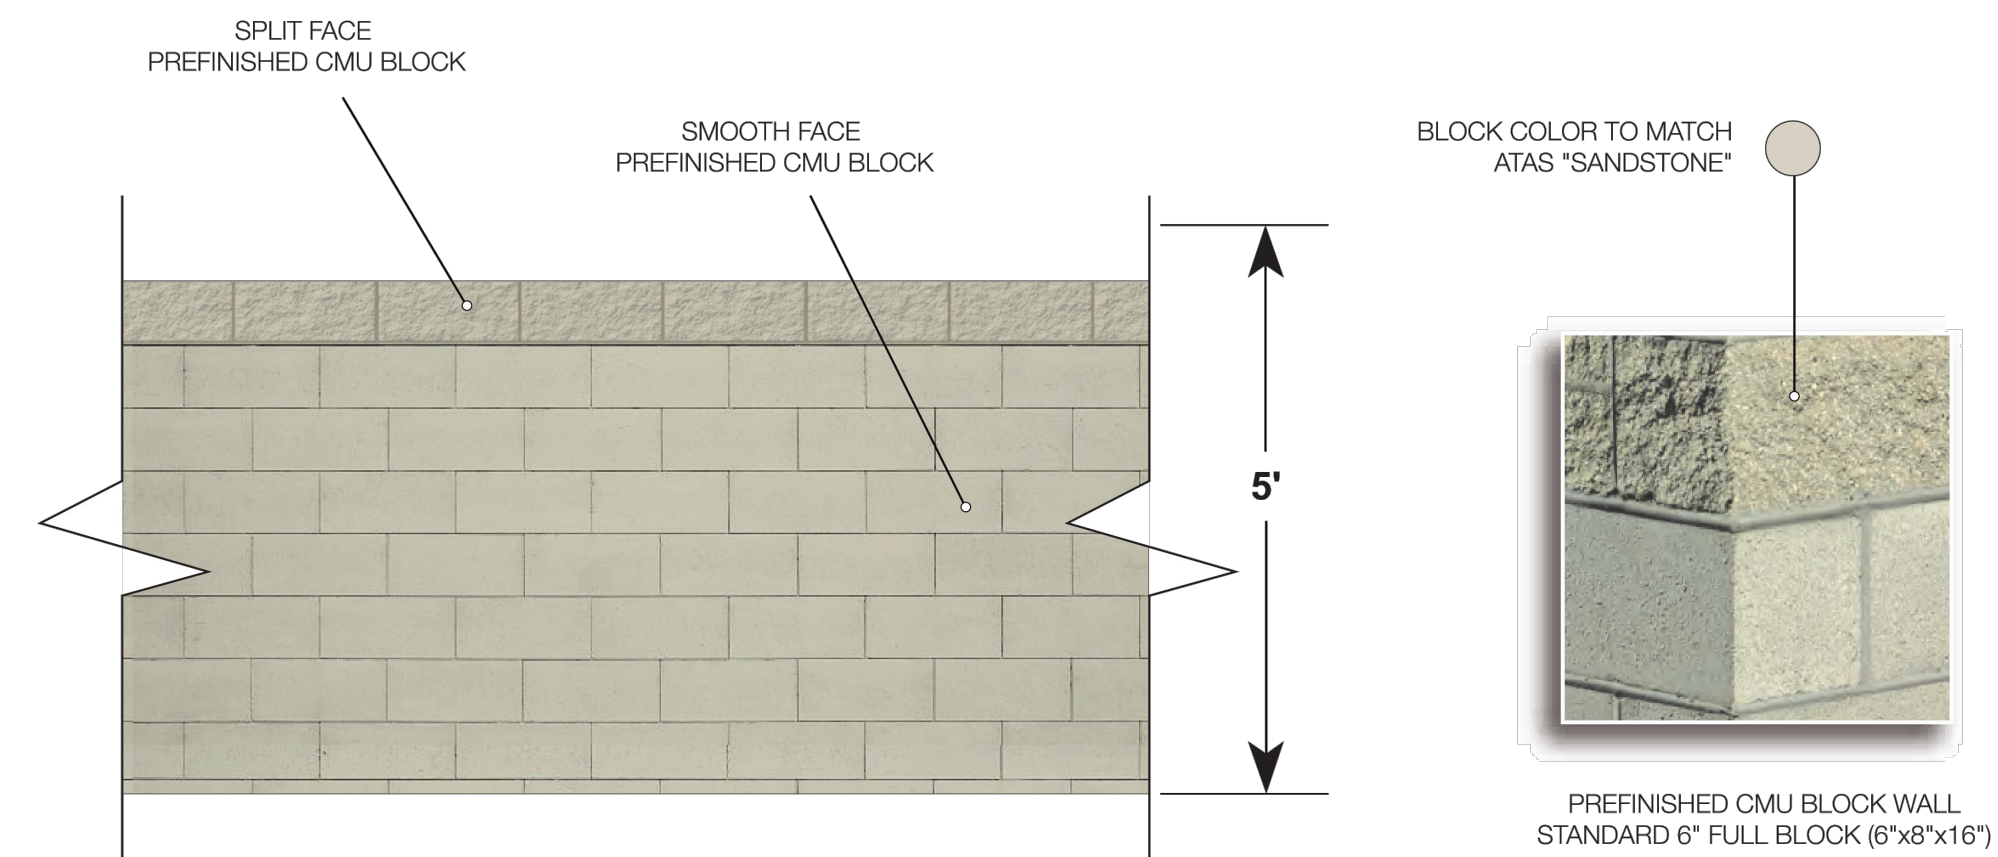 SPLIT FACE
PREFINISHED CMU BLOCK
SMOOTH FACE
PREFINISHED CMU BLOCK
BLOCK COLOR TO MATCH
ATAS "SANDSTONE"
5'
PREFINISHED CMU BLOCK WALL
STANDARD 6" FULL BLOCK (6"x8"x16")